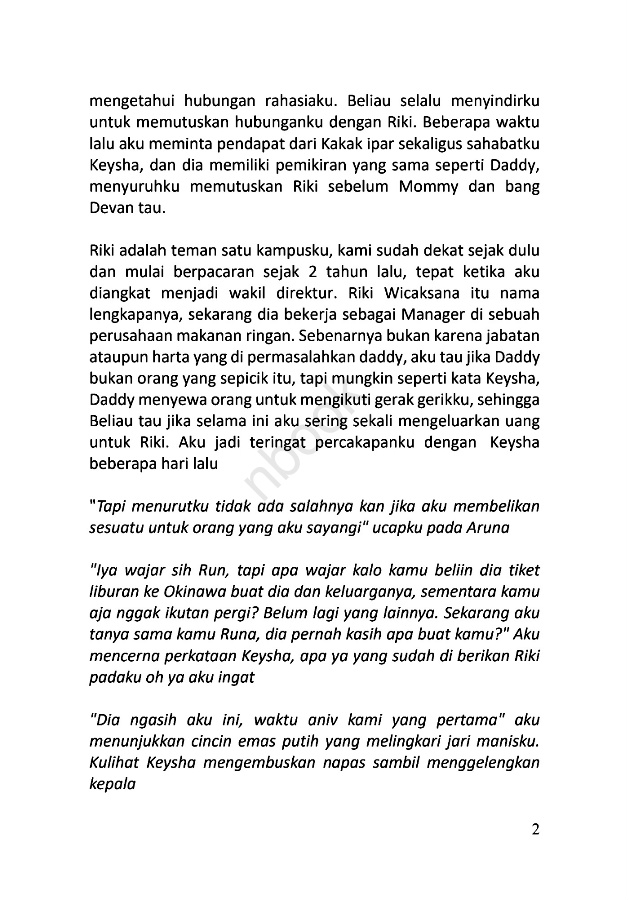 mengetahui hubungan rahasiaku. Beliau selalu menyindirku
untuk memutuskan hubunganku dengan Riki. Beberapa waktu
lalu aku meminta pendapat dari Kakak ipar sekaligus sahabatku
Keysha, dan dia memiliki pemikiran yang sama seperti Daddy,
menyuruhku memutuskan Riki sebelum Mommy dan bang
Devan tau.
Riki adalah teman satu kampusku, kami sudah dekat sejak dulu
dan mulai berpacaran sejak 2 tahun lalu, tepat ketika aku
diangkat menjadi wakil direktur. Riki Wicaksana itu nama
lengkapanya, sekarang dia bekerja sebagai Manager di sebuah
perusahaan makanan ringan. Sebenarnya bukan karena jabatan
ataupun harta yang di permasalahkan daddy, aku tau jika Daddy
bukan orang yang sepicik itu, tapi mungkin seperti kata Keysha,
Daddy menyewa orang untuk mengikuti gerak gerikku, sehingga
Beliau tau jika selama ini aku sering sekali mengeluarkan uang
untuk Riki. Aku jadi teringat percakapanku dengan Keysha
beberapa hari lalu
"Tapi menurutku tidak ada salahnya kan jika aku membelikan
sesuatu untuk orang yang aku sayangi" ucapku pada Aruna
"Iya wajar sih Run, tapi apa wajar kalo kamu beliin dia tiket
liburan ke Okinawa buat dia dan keluarganya, sementara kamu
aja nggak ikutan pergi? Belum lagi yang lainnya. Sekarang aku
tanya sama kamu Runa, dia pernah kasih apa buat kamu?" Aku
mencerna perkataan Keysha, apa ya yang sudah di berikan Riki
padaku oh ya aku ingat
"Dia ngasih aku ini, waktu aniv kami yang pertama" aku
menunjukkan cincin emas putih yang melingkari jari manisku.
Kulihat Keysha mengembuskan napas sambil menggelengkan
kepala
2
nbook